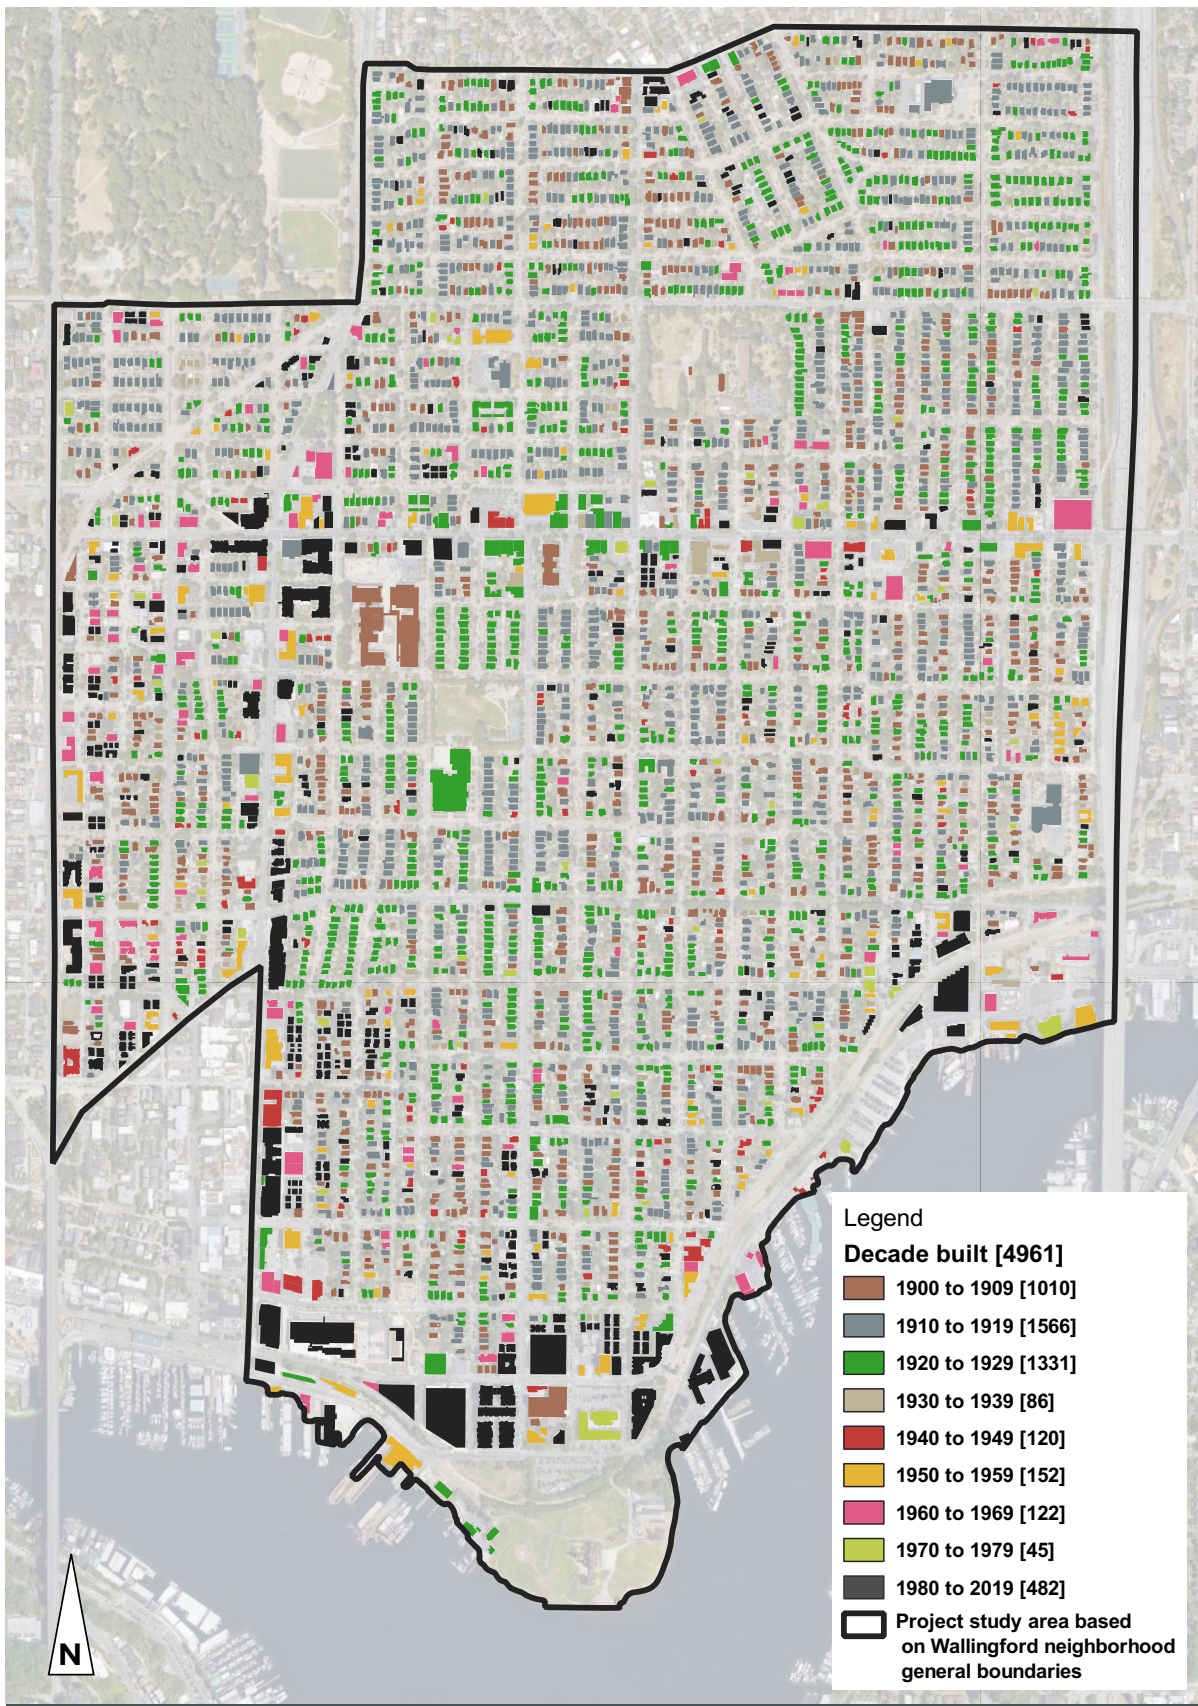 Legend
Decade built [4961]
1900 to 1909 [1010]
1910 to 1919 [1566]
1920 to 1929 [1331]
1930 to 1939 [86]
1940 to 1949 [120]
1950 to 1959 [152]
1960 to 1969 [122]
1970 to 1979 [45]
1980 to 2019 [482]
Project study area based
on Wallingford neighborhood
general boundaries
N